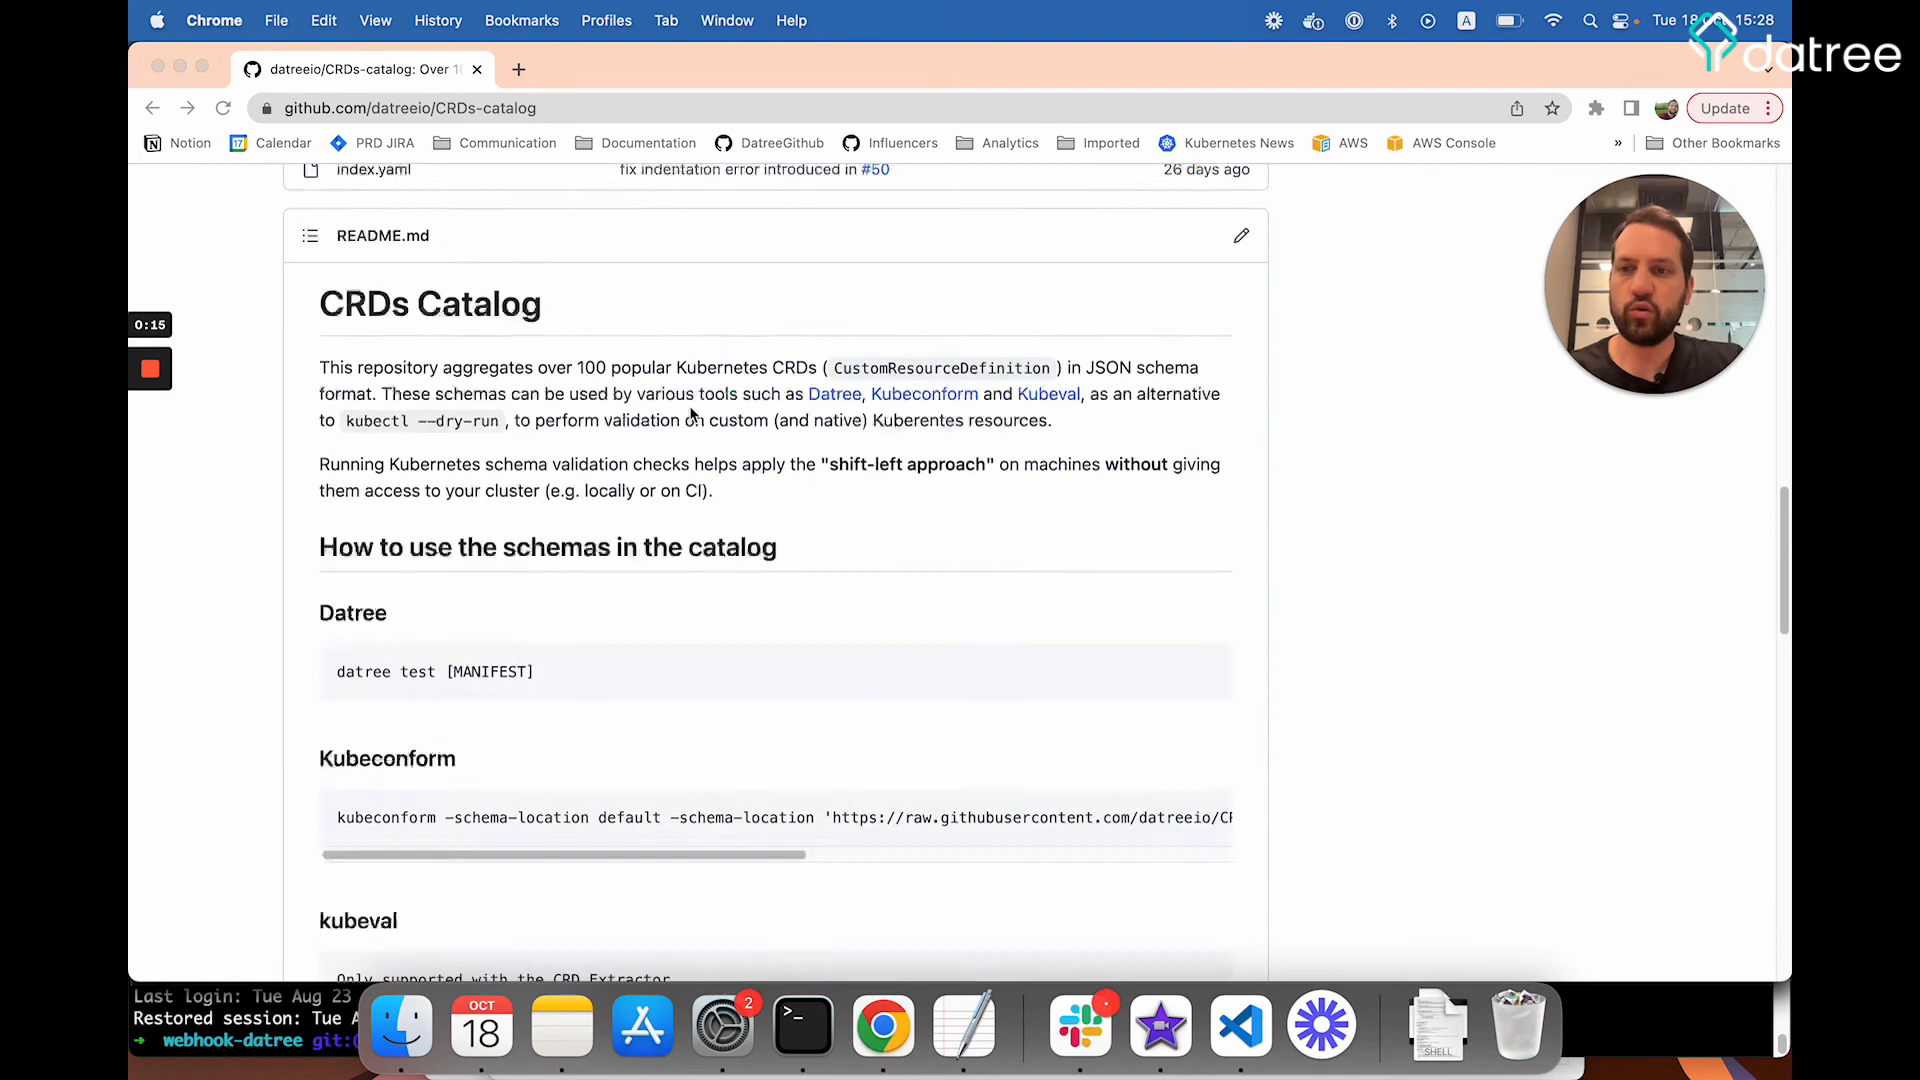 Chrome File Edit View History Bookmarks Profiles Tab Window Help
A
Tue 18 Oct 15:28
datree
datreeio/CRDs-catalog: Over 1
github.com/datreeio/CRDs-catalog
Update
Notion
17 Calendar
PRD JIRA
Communication
Documentation
DatreeGithub
Influencers
Analytics
Imported
Kubernetes News
AWS
AWS Console
»
Other Bookmarks
index.yaml fix indentation error introduced in #50 26 days ago
README.md
0:15
CRDs Catalog
This repository aggregates over 100 popular Kubernetes CRDs ( CustomResourceDefinition ) in JSON schema
format. These schemas can be used by various tools such as Datree, Kubeconform and Kubeval, as an alternative
to kubectl --dry-run , to perform validation on custom (and native) Kuberentes resources.
Running Kubernetes schema validation checks helps apply the "shift-left approach" on machines without giving
them access to your cluster (e.g. locally or on CI).
How to use the schemas in the catalog
Datree
datree test [MANIFEST]
Kubeconform
kubeconform -schema-location default -schema-location 'https://raw.githubusercontent.com/datreeio/CR
kubeval
Only supported with the CRD Extractor
Last login: Tue Aug 23
Restored session: Tue A
webhook-datree git:(
OCT
18
2
>_
SHELL